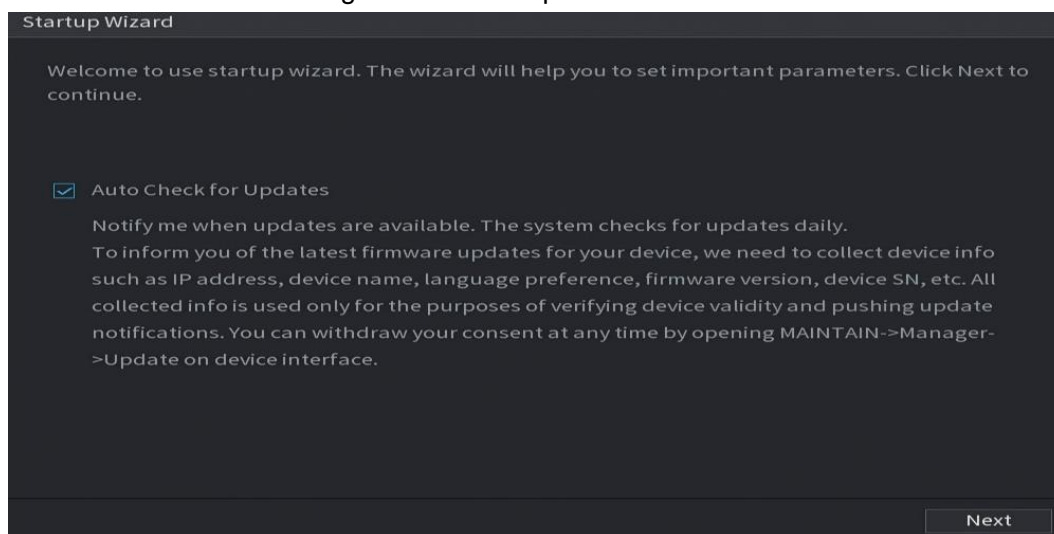 Startup Wizard
Welcome to use startup wizard. The wizard will help you to set important parameters. Click Next to
continue.
Auto Check for Updates
Notify me when updates are available. The system checks for updates daily.
To inform you of the latest firmware updates for your device, we need to collect device info
such as IP address, device name, language preference, firmware version, device SN, etc. All
collected info is used only for the purposes of verifying device validity and pushing update
notifications. You can withdraw your consent at any time by opening MAINTAIN->Manager-
>Update on device interface.
Next